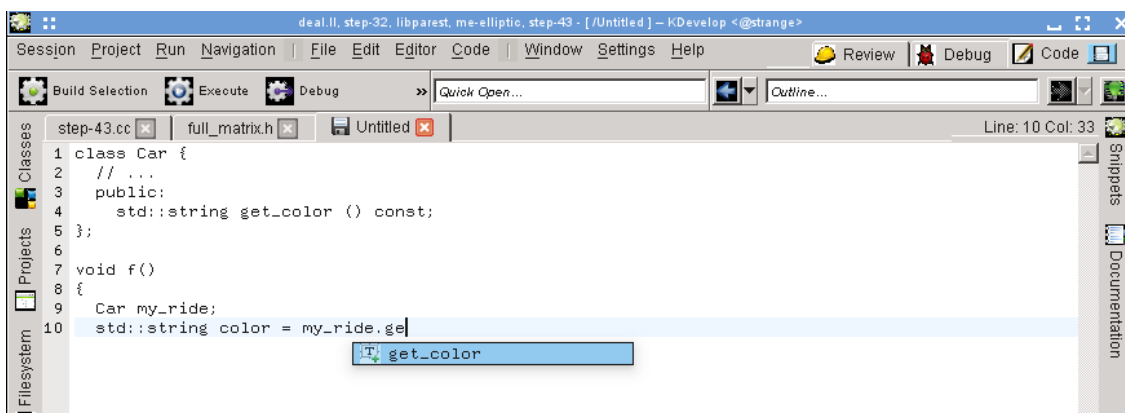 deal.II, step-32, libparest, me-elliptic, step-43 - [ /Untitled ] — KDevelop <@strange>
Session Project Run Navigation | File Edit Editor Code | Window Settings Help Review Debug Code
Build Selection Execute Debug » Quick Open... Outline...
step-43.cc full_matrix.h Untitled Line: 10 Col: 33
1 class Car {
2 // ...
3 public:
4 std::string get_color () const;
5 };
6
7 void f()
8 {
9 Car my_ride;
10 std::string color = my_ride.ge
get_color
Classes
Projects
Filesystem
Snippets
Documentation